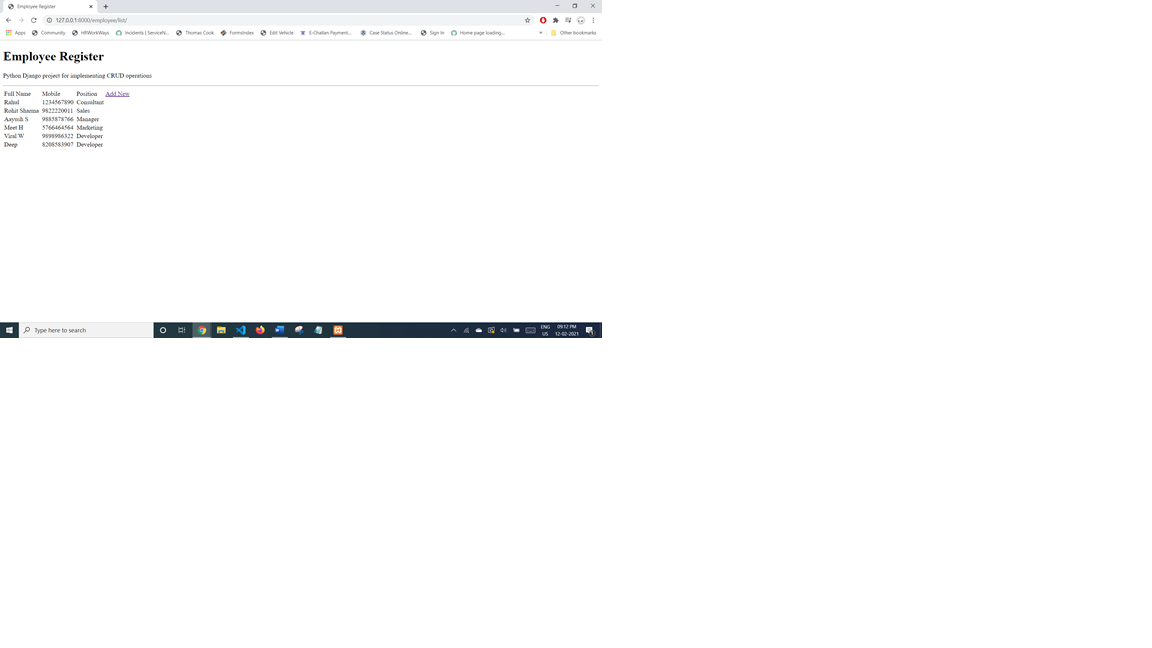 Employee Register
127.0.0.1:8000/employee/list/
Apps Community HRWorkWays Incidents | ServiceN... Thomas Cook FormsIndex Edit Vehicle E-Challan Payment... Case Status Online... Sign In Home page loading... » Other bookmarks
Employee Register
Python Django project for implementing CRUD operations
Full Name Mobile Position Add New
Rahul 1234567890 Consultant
Rohit Sharma 9822220011 Sales
Aayush S 9885878766 Manager
Meet H 5766464564 Marketing
Viral W 9898986322 Developer
Deep 8208583907 Developer
Type here to search
ENG 09:12 PM
US 12-02-2021